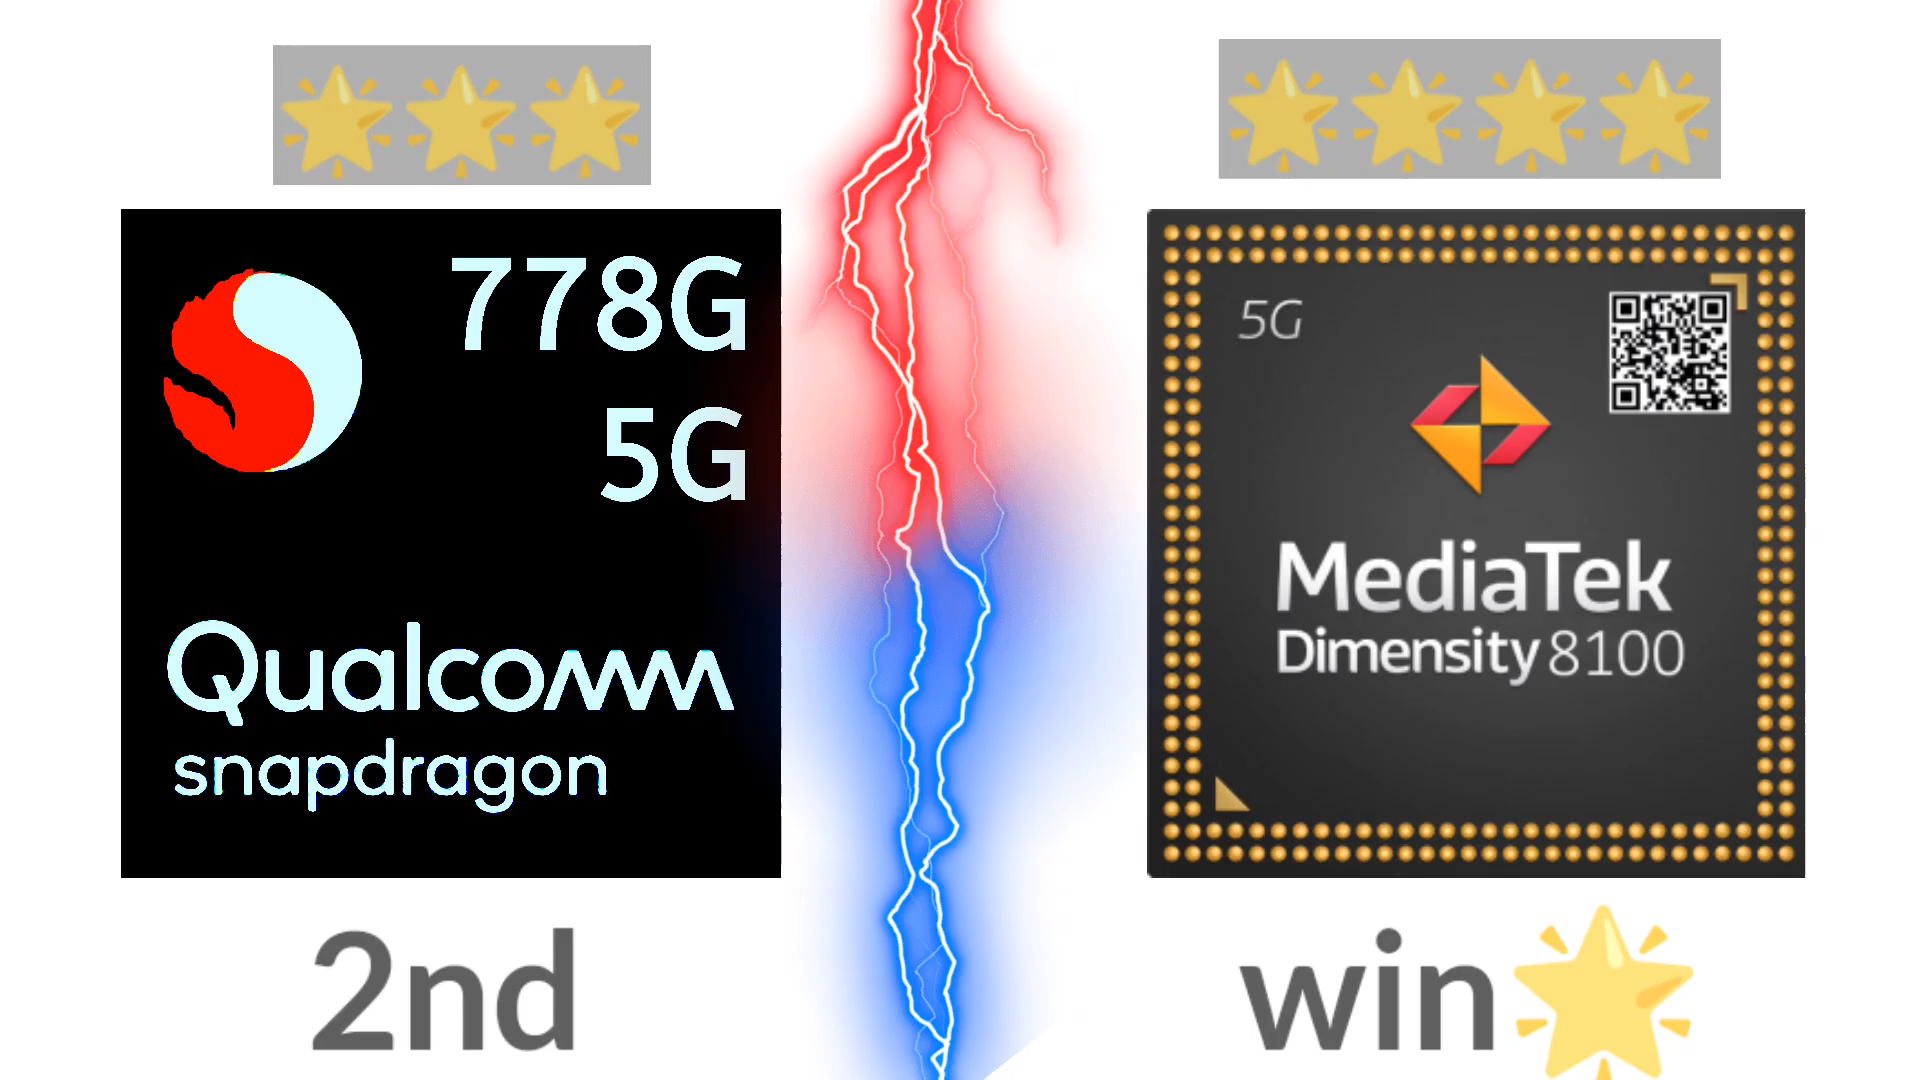 778G
5G
Qualcomm
snapdragon
2nd
5G
MediaTek
Dimensity 8100
win